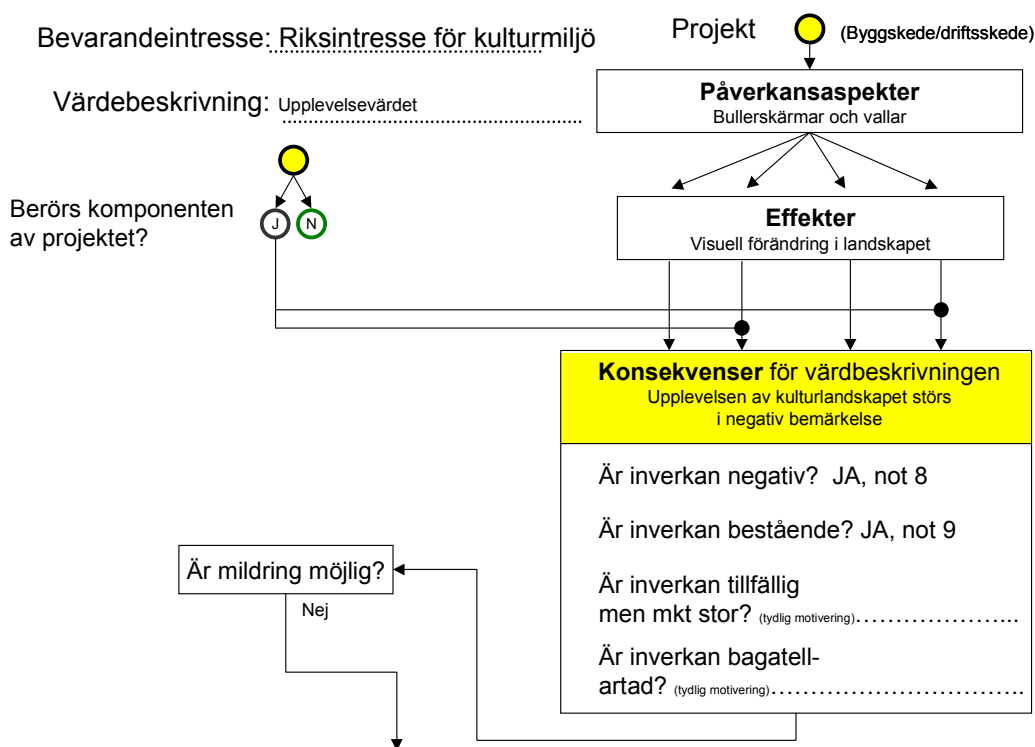 Bevarandeintresse: Riksintresse för kulturmiljö
Projekt
(Byggskede/driftsskede)
Värdebeskrivning: Upplevelsevärdet
Påverkansaspekter
Bullerskärmar och vallar
Berörs komponenten
av projektet?
J
N
Effekter
Visuell förändring i landskapet
Konsekvenser för värdbeskrivningen
Upplevelsen av kulturlandskapet störs
i negativ bemärkelse
Är inverkan negativ? JA, not 8
Är inverkan bestående? JA, not 9
Är inverkan tillfällig
men mkt stor? (tydlig motivering)…………………...
Är inverkan bagatell-
artad? (tydlig motivering)…………………………..
Är mildring möjlig?
Nej